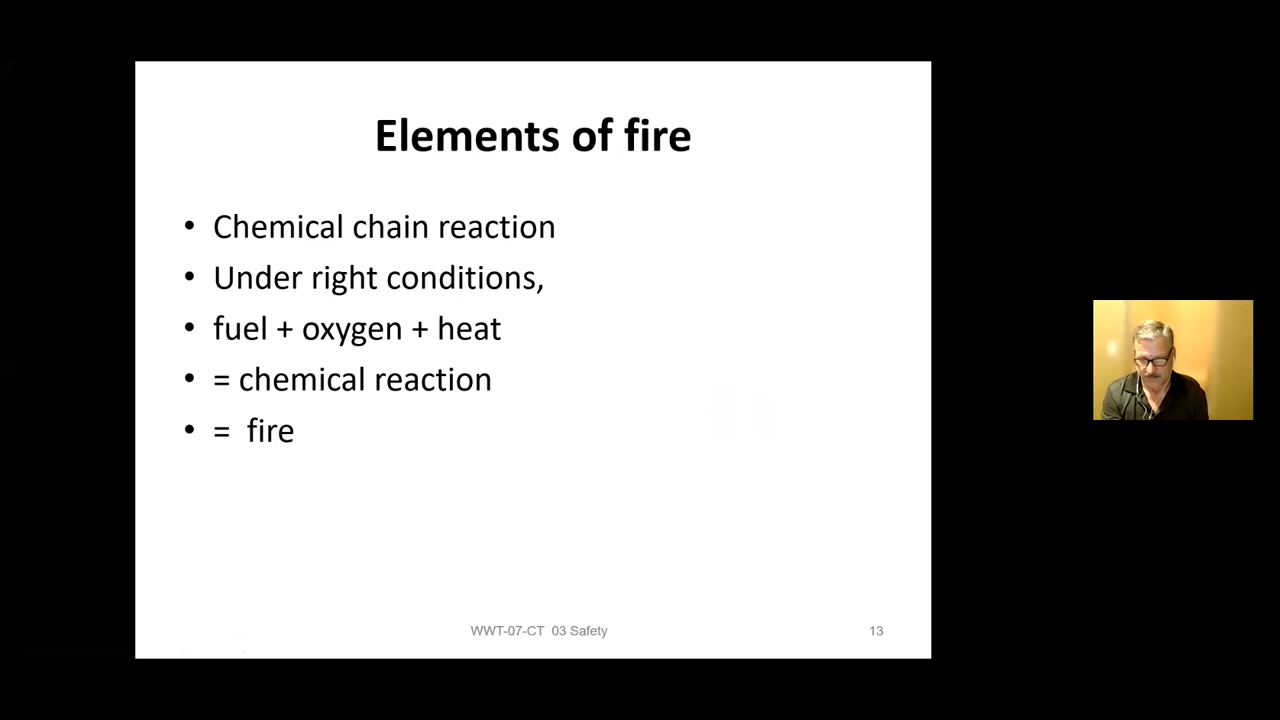 Elements of fire
• Chemical chain reaction
• Under right conditions,
• fuel + oxygen + heat
• = chemical reaction
• = fire
WWT-07-CT 03 Safety
13